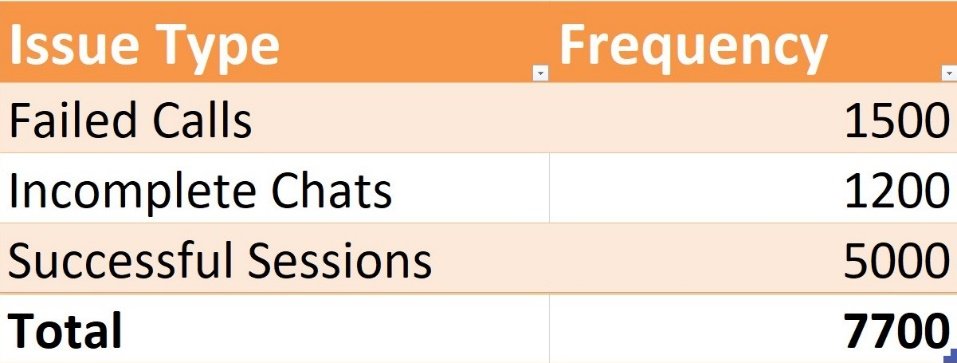 Issue Type Frequency
Failed Calls 1500
Incomplete Chats 1200
Successful Sessions 5000
Total 7700